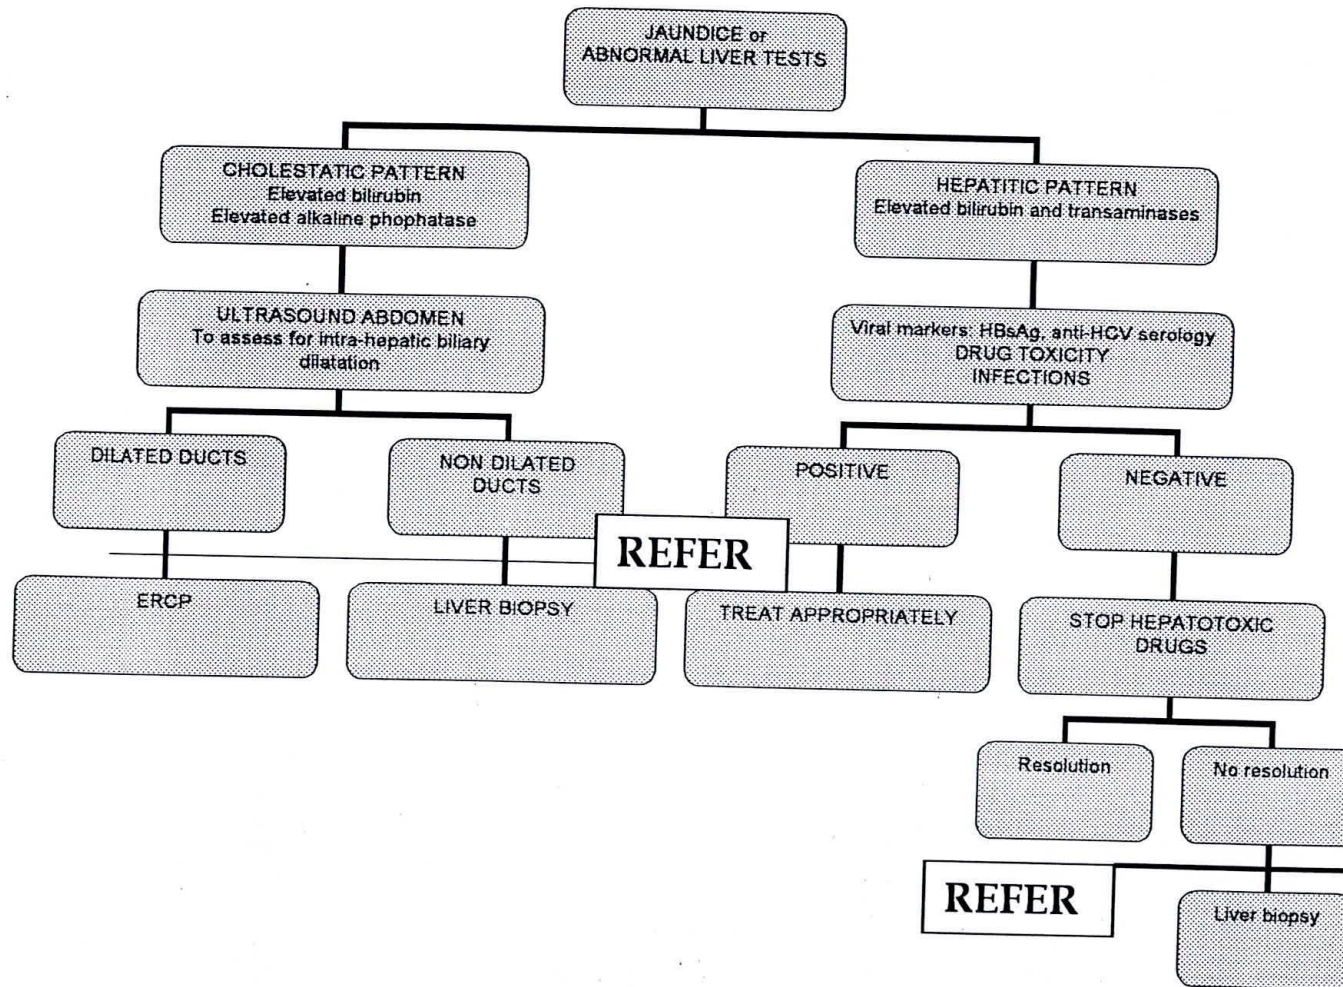 JAUNDICE or
ABNORMAL LIVER TESTS
CHOLESTATIC PATTERN
Elevated bilirubin
Elevated alkaline phophatase
HEPATITIC PATTERN
Elevated bilirubin and transaminases
ULTRASOUND ABDOMEN
To assess for intra-hepatic biliary
dilatation
Viral markers: HBsAg, anti-HCV serology
DRUG TOXICITY
INFECTIONS
DILATED DUCTS
NON DILATED
DUCTS
POSITIVE
NEGATIVE
REFER
ERCP
LIVER BIOPSY
TREAT APPROPRIATELY
STOP HEPATOTOXIC
DRUGS
Resolution
No resolution
REFER
Liver biopsy